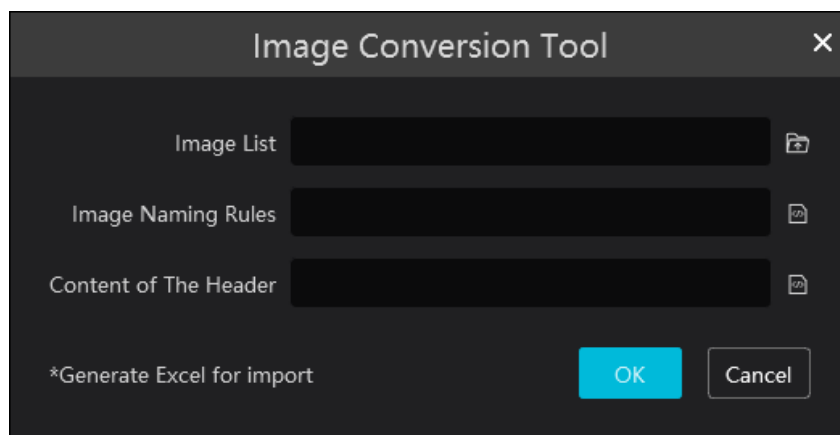 Image Conversion Tool
Image List
Image Naming Rules
Content of The Header
*Generate Excel for import
OK
Cancel